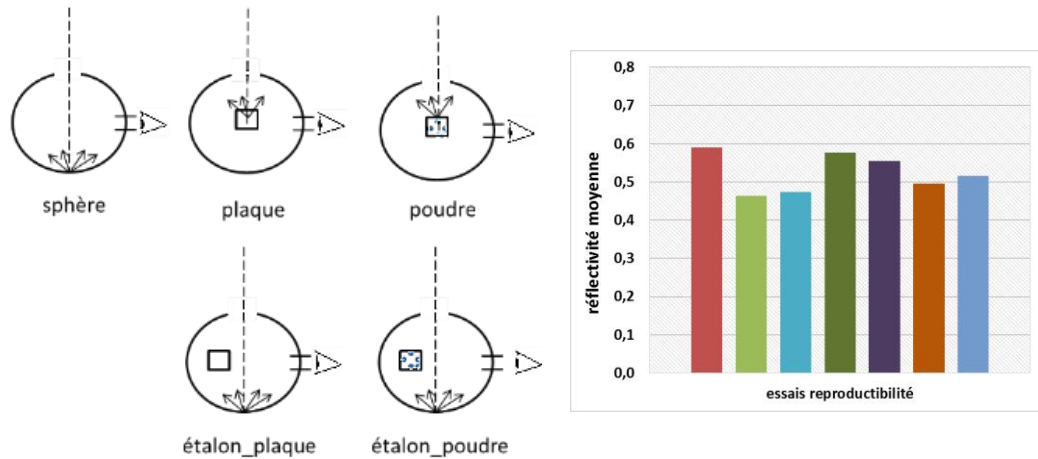 sphère
plaque
poudre
étalon_plaque
étalon_poudre
réflectivité moyenne
0,8
0,7
0,6
0,5
0,4
0,3
0,2
0,1
0,0
essais reproductibilité